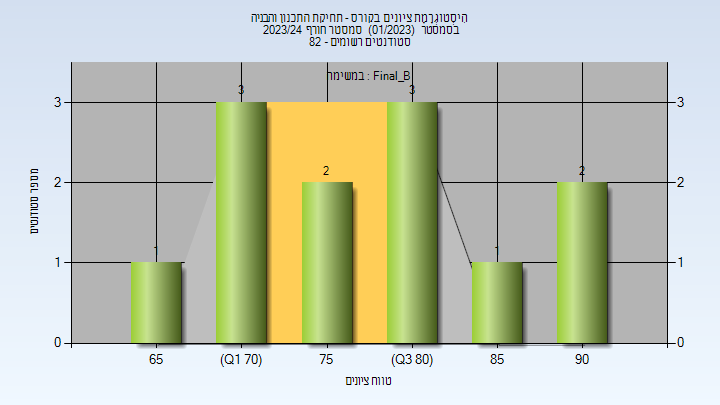 היסטוגרמת ציונים בקורס - תחיקת התכנון והבניה
בסמסטר (01/2023) סמסטר חורף 2023/24
סטודנטים רשומים - 82
במשימה : Final_B
3 3
2 2
1 1
0 0
מספר סטודנטים
1 3 2 3 1 2
65 (Q1 70) 75 (Q3 80) 85 90
טווח ציונים